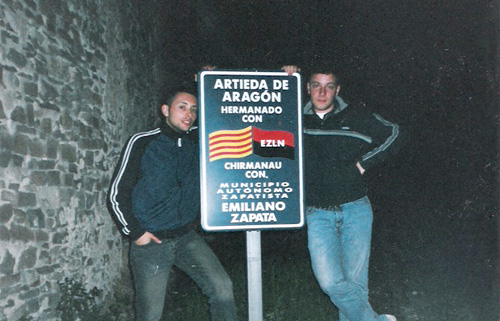 ARTIEDA DE
ARAGÓN
HERMANADO
CON
EZLN
CHIRMANAU
CON.
MUNICIPIO
AUTÓNOMO
ZAPATISTA
EMILIANO
ZAPATA